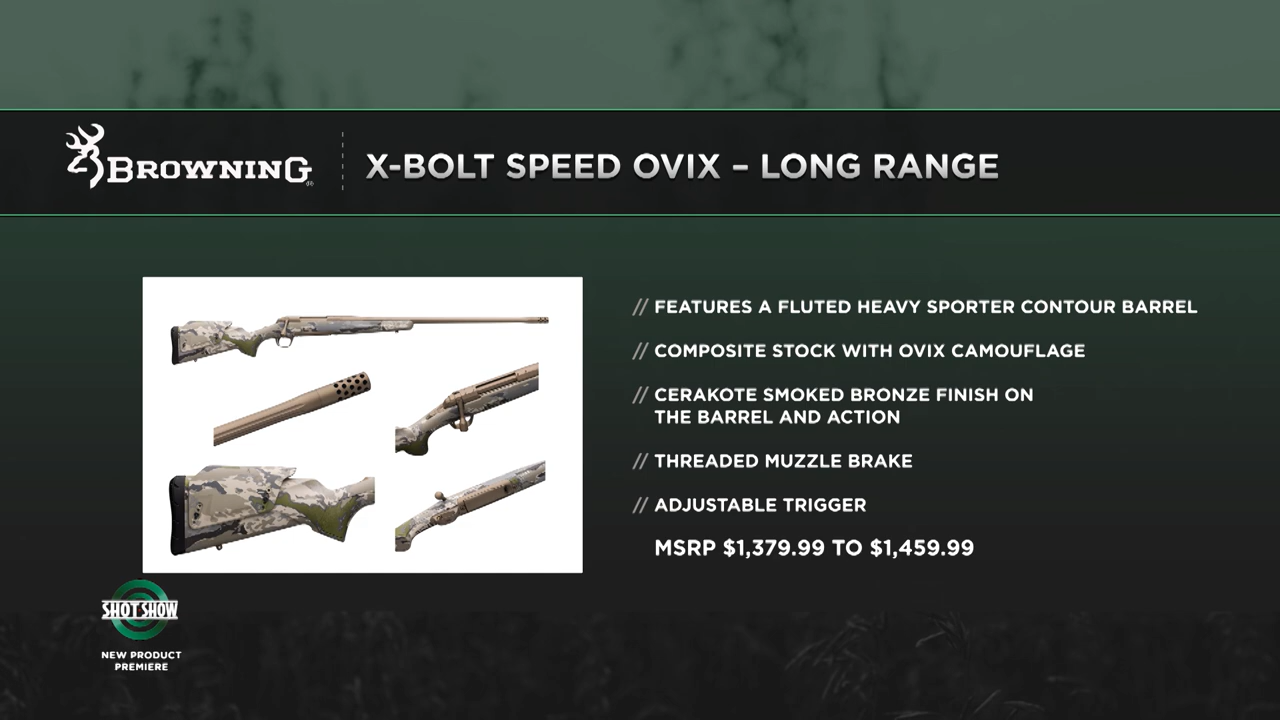 BROWNING
X-BOLT SPEED OVIX – LONG RANGE
// FEATURES A FLUTED HEAVY SPORTER CONTOUR BARREL
// COMPOSITE STOCK WITH OVIX CAMOUFLAGE
// CERAKOTE SMOKED BRONZE FINISH ON
THE BARREL AND ACTION
// THREADED MUZZLE BRAKE
// ADJUSTABLE TRIGGER
MSRP $1,379.99 TO $1,459.99
SHOT SHOW
NEW PRODUCT
PREMIERE